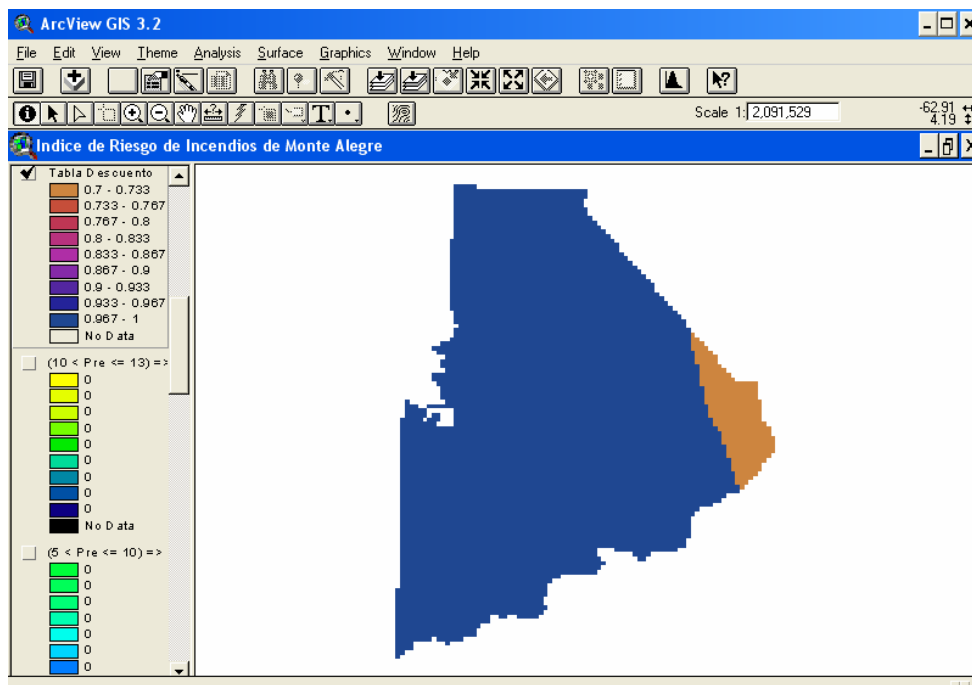 ArcView GIS 3.2
File Edit View Theme Analysis Surface Graphics Window Help
Scale 1: 2,091,529
-62.91
4.19
Indice de Riesgo de Incendios de Monte Alegre
Tabla Descuento
0.7 - 0.733
0.733 - 0.767
0.767 - 0.8
0.8 - 0.833
0.833 - 0.867
0.867 - 0.9
0.9 - 0.933
0.933 - 0.967
0.967 - 1
No Data
(10 < Pre <= 13) =>
0
0
0
0
0
0
0
0
0
No Data
(5 < Pre <= 10) =>
0
0
0
0
0
0
0